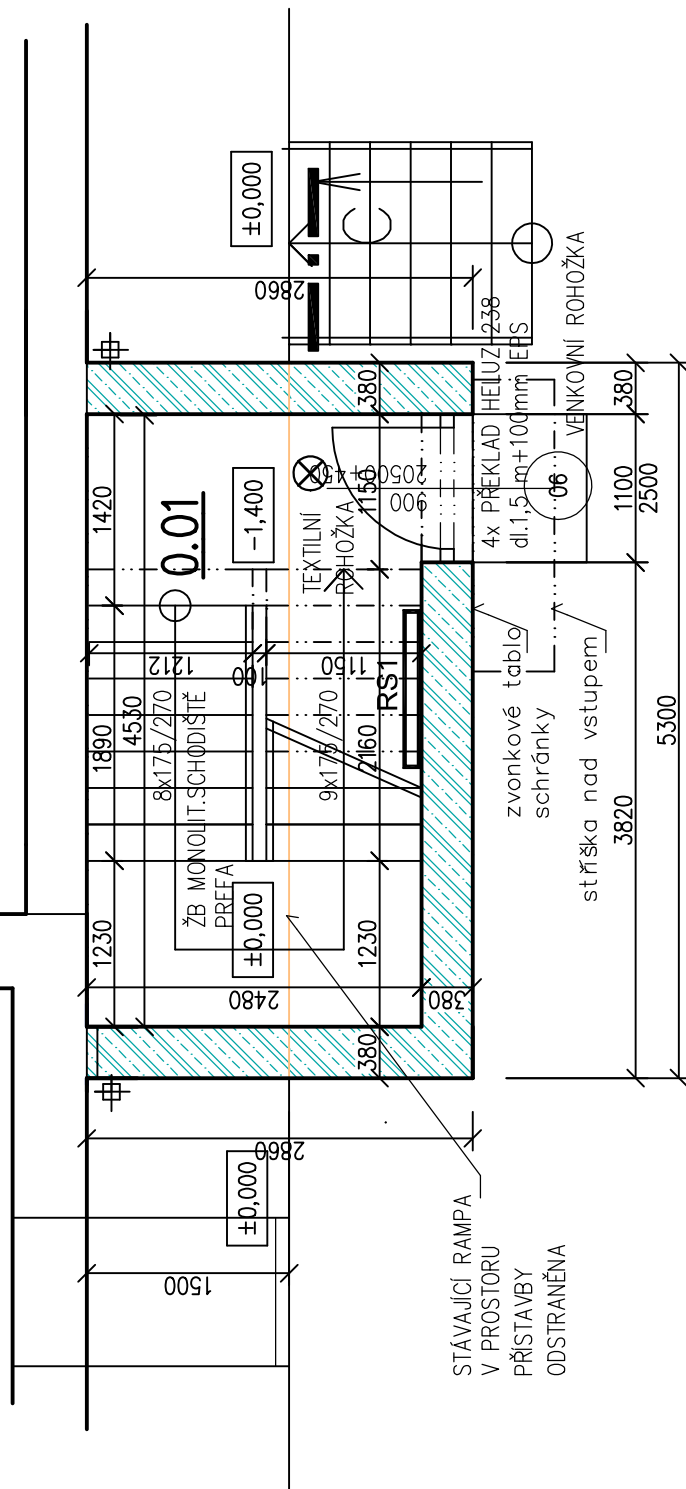 ±0,000
2860
380
380
1420
0.01
-1,400
TEXTILNÍ
ROHOŽKA
1150
900
4x PŘEKLAD HELUZ 238
dl.1,5 m+100mm EPS
VENKOVNÍ ROHOŽKA
06
1100
2500
1212
100
1150
RS1
1890
4530
8x175/270
ŽB MONOLIT.SCHODIŠTĚ
PREFA
9x175/270
2160
zvonkové tablo
schránky
stříška nad vstupem
5300
3820
1230
±0,000
1230
2480
380
380
2860
±0,000
1500
STÁVAJÍCÍ RAMPA
V PROSTORU
PŘÍSTAVBY
ODSTRANĚNA